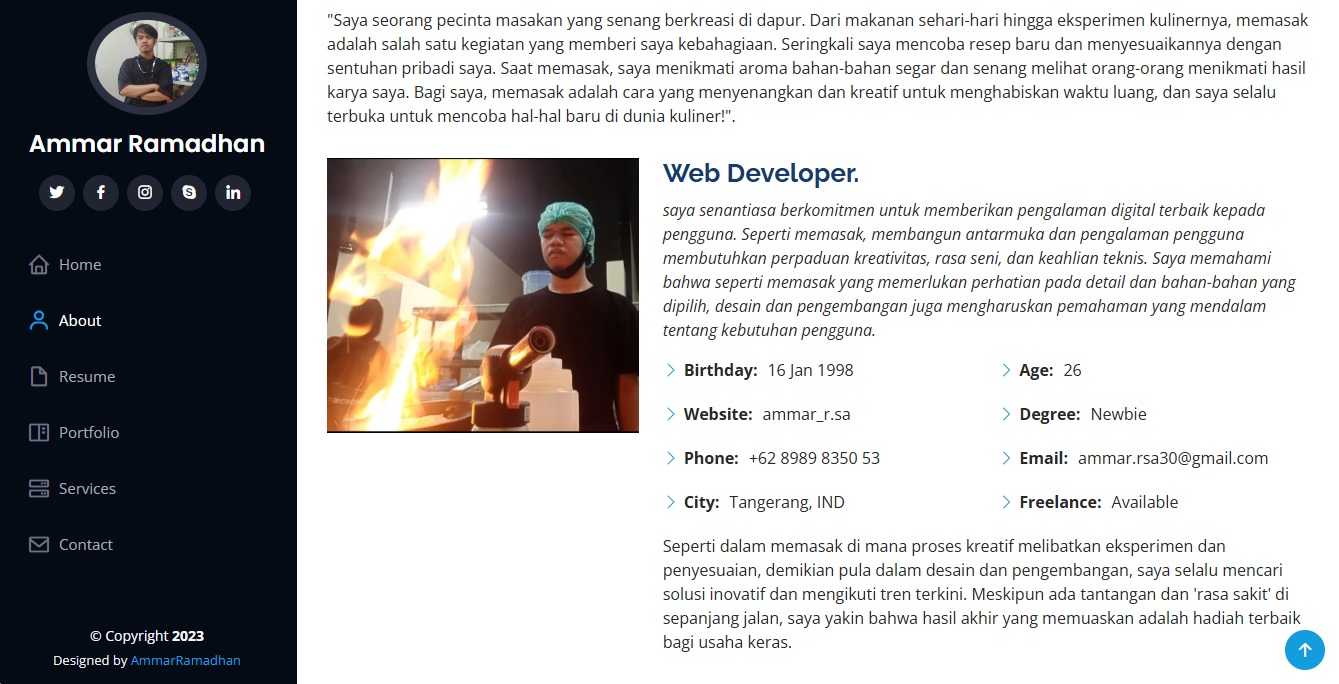 Ammar Ramadhan
Home
About
Resume
Portfolio
Services
Contact
© Copyright 2023
Designed by AmmarRamadhan
"Saya seorang pecinta masakan yang senang berkreasi di dapur. Dari makanan sehari-hari hingga eksperimen kulinernya, memasak
adalah salah satu kegiatan yang memberi saya kebahagiaan. Seringkali saya mencoba resep baru dan menyesuaikannya dengan
sentuhan pribadi saya. Saat memasak, saya menikmati aroma bahan-bahan segar dan senang melihat orang-orang menikmati hasil
karya saya. Bagi saya, memasak adalah cara yang menyenangkan dan kreatif untuk menghabiskan waktu luang, dan saya selalu
terbuka untuk mencoba hal-hal baru di dunia kuliner!".
Web Developer.
saya senantiasa berkomitmen untuk memberikan pengalaman digital terbaik kepada
pengguna. Seperti memasak, membangun antarmuka dan pengalaman pengguna
membutuhkan perpaduan kreativitas, rasa seni, dan keahlian teknis. Saya memahami
bahwa seperti memasak yang memerlukan perhatian pada detail dan bahan-bahan yang
dipilih, desain dan pengembangan juga mengharuskan pemahaman yang mendalam
tentang kebutuhan pengguna.
Birthday: 16 Jan 1998
Age: 26
Website: ammar_r.sa
Degree: Newbie
Phone: +62 8989 8350 53
Email: ammar.rsa30@gmail.com
City: Tangerang, IND
Freelance: Available
Seperti dalam memasak di mana proses kreatif melibatkan eksperimen dan
penyesuaian, demikian pula dalam desain dan pengembangan, saya selalu mencari
solusi inovatif dan mengikuti tren terkini. Meskipun ada tantangan dan 'rasa sakit' di
sepanjang jalan, saya yakin bahwa hasil akhir yang memuaskan adalah hadiah terbaik
bagi usaha keras.